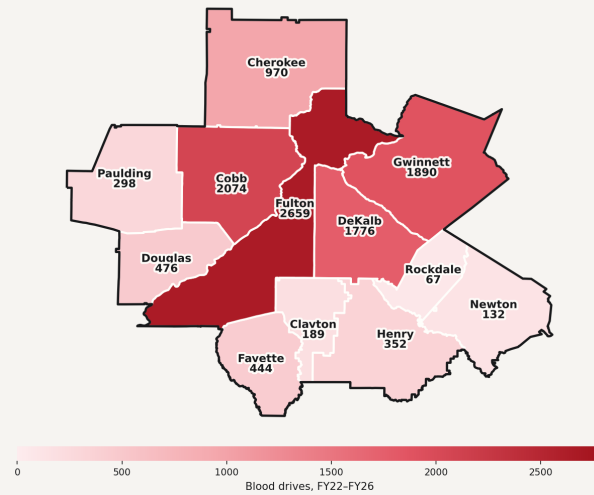 Cherokee
970
Gwinnett
1890
Paulding
298
Cobb
2074
Fulton
2659
DeKalb
1776
Douglas
476
Rockdale
67
Newton
132
Clayton
189
Henry
352
Fayette
444
0 500 1000 1500 2000 2500
Blood drives, FY22–FY26